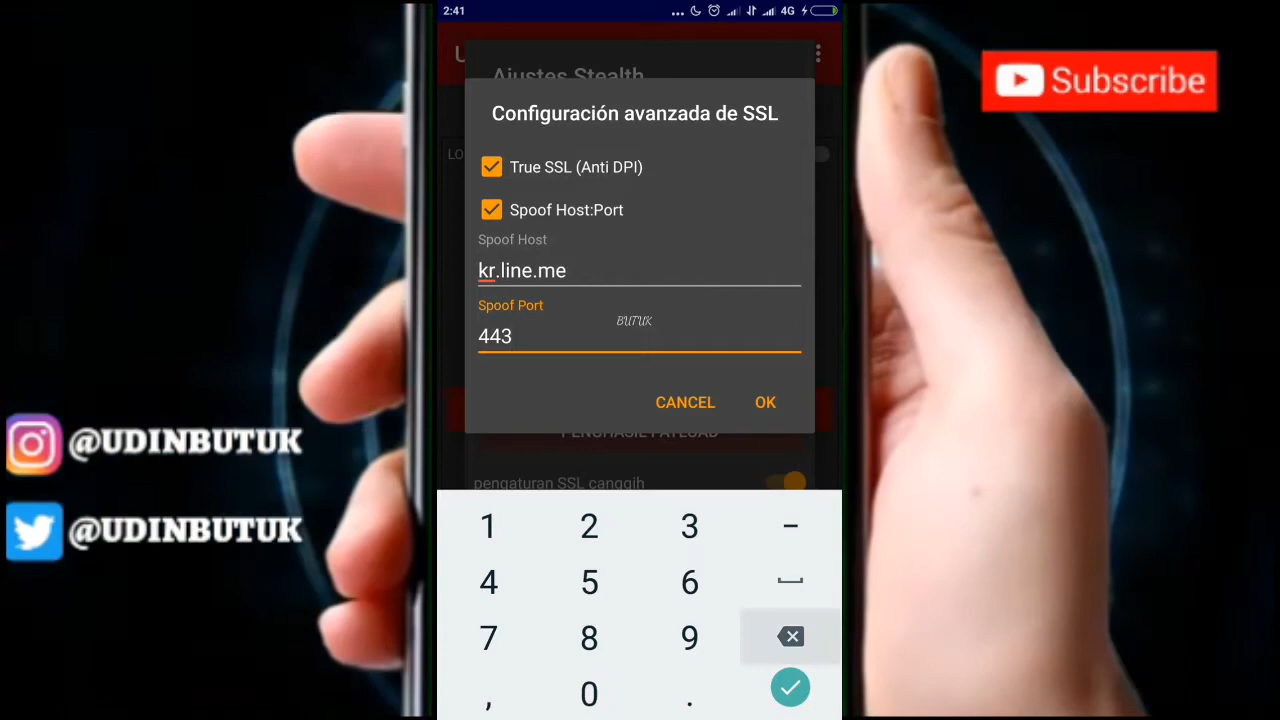 2:41
4G
U
Ajustes Stealth
Subscribe
Configuración avanzada de SSL
LO
True SSL (Anti DPI)
Spoof Host:Port
Spoof Host
kr.line.me
Spoof Port
BUTUK
443
CANCEL OK
PENGHASIL PAYLOAD
@UDINBUTUK
pengaturan SSL canggih
@UDINBUTUK
1 2 3 -
4 5 6
7 8 9
, 0 .